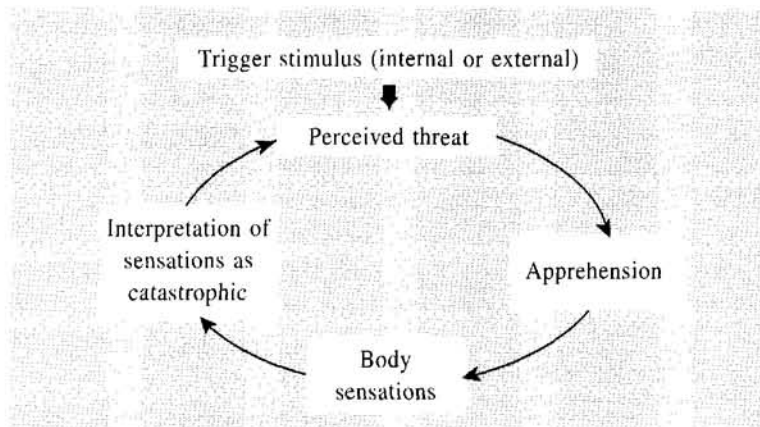 Trigger stimulus (internal or external)
Perceived threat
Interpretation of
sensations as
catastrophic
Apprehension
Body
sensations